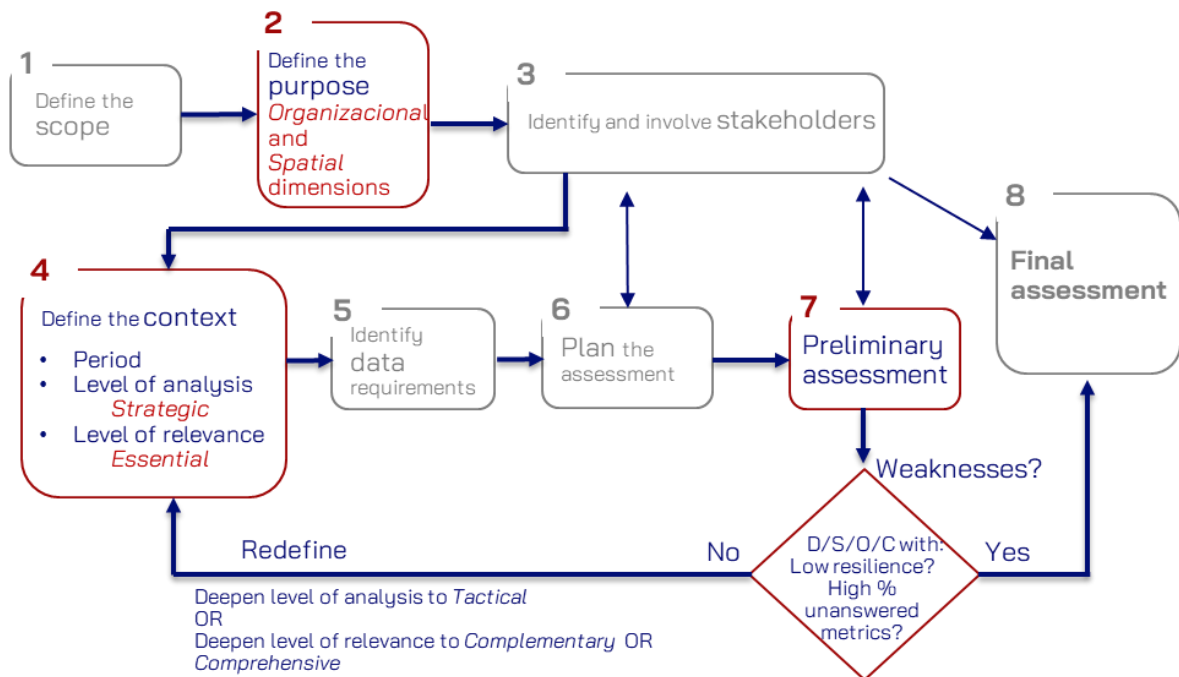 1
Define the
scope
2
Define the
purpose
Organizacional
and
Spatial
dimensions
3
Identify and involve stakeholders
4
Define the context
• Period
• Level of analysis
Strategic
• Level of relevance
Essential
5
Identify
data
requirements
6
Plan the
assessment
7
Preliminary
assessment
8
Final
assessment
Weaknesses?
D/S/O/C with:
Low resilience?
High %
unanswered
metrics?
No
Yes
Redefine
Deepen level of analysis to Tactical
OR
Deepen level of relevance to Complementary OR
Comprehensive